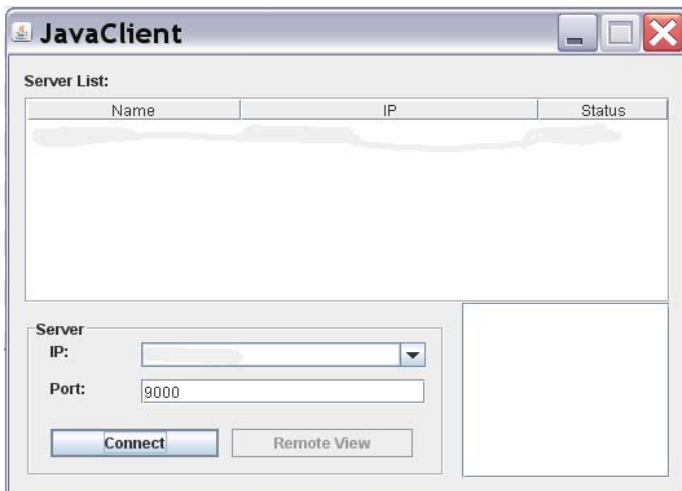 JavaClient
Server List:
Name IP Status
Server
IP:
Port: 9000
Connect Remote View